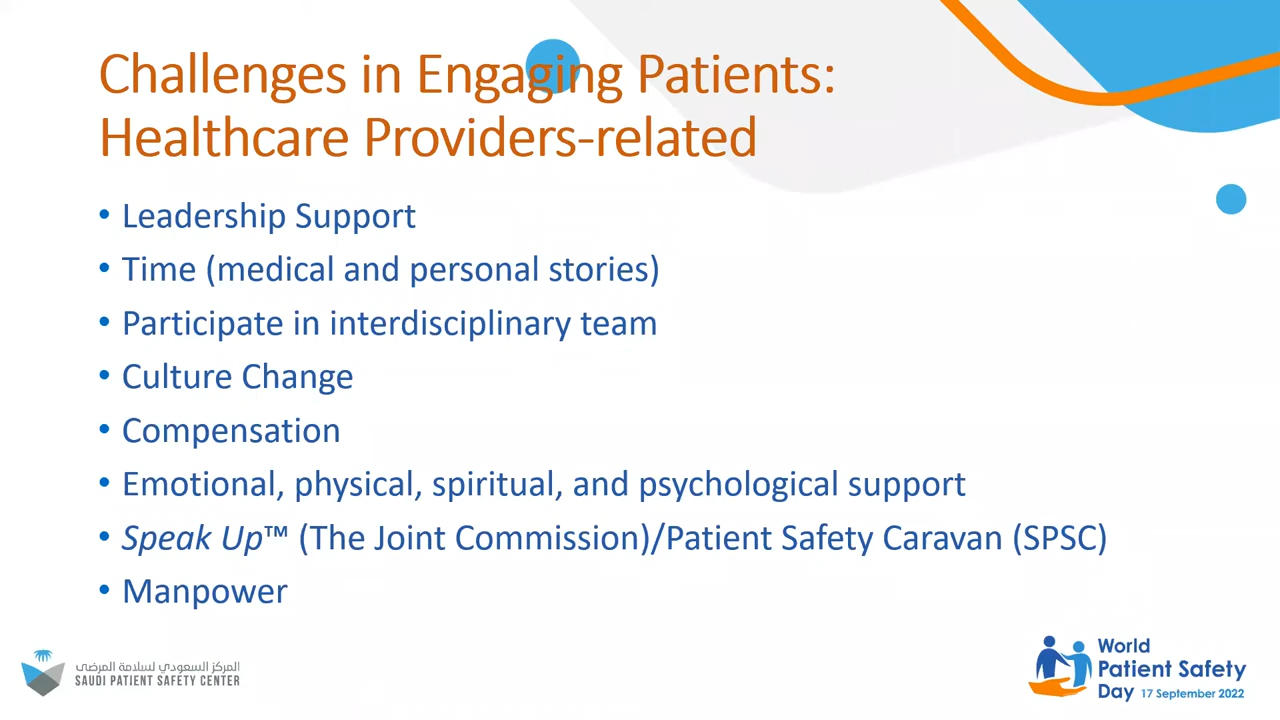 Challenges in Engaging Patients:
Healthcare Providers-related
• Leadership Support
• Time (medical and personal stories)
• Participate in interdisciplinary team
• Culture Change
• Compensation
• Emotional, physical, spiritual, and psychological support
• Speak Up™ (The Joint Commission)/Patient Safety Caravan (SPSC)
• Manpower
المركز السعودي لسلامة المرضى
SAUDI PATIENT SAFETY CENTER
World
Patient Safety
Day 17 September 2022